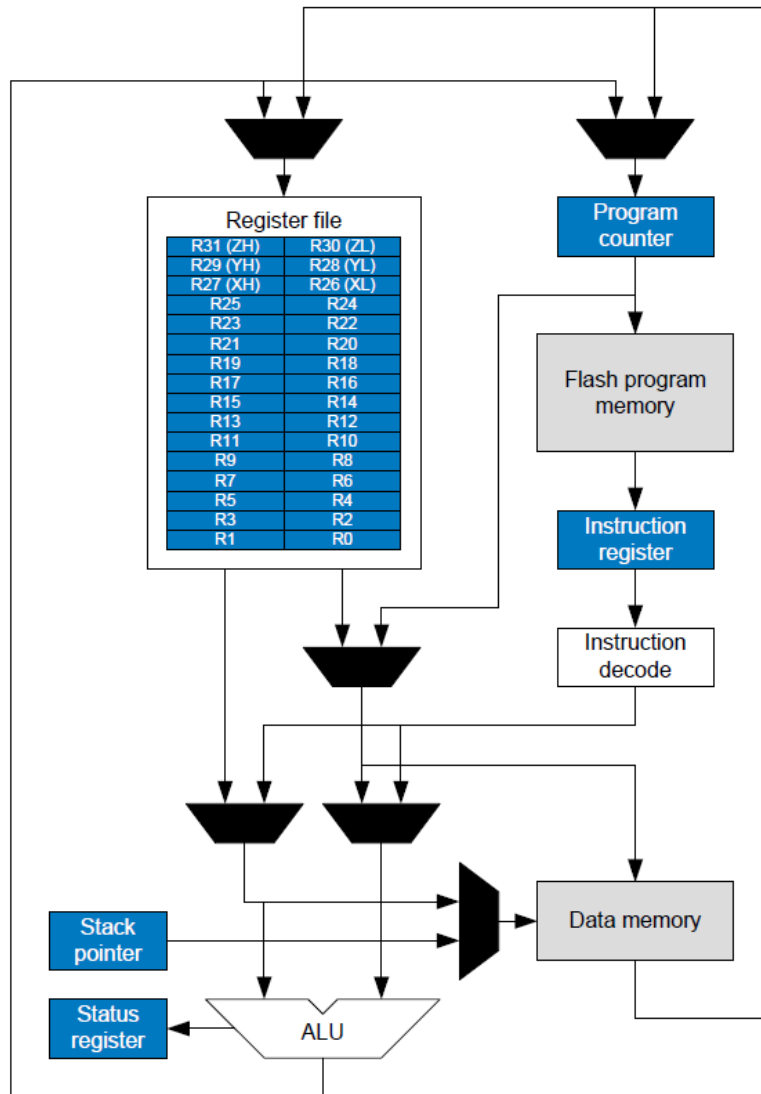 Register file
R31 (ZH) R30 (ZL)
R29 (YH) R28 (YL)
R27 (XH) R26 (XL)
R25 R24
R23 R22
R21 R20
R19 R18
R17 R16
R15 R14
R13 R12
R11 R10
R9 R8
R7 R6
R5 R4
R3 R2
R1 R0
Program
counter
Flash program
memory
Instruction
register
Instruction
decode
Stack
pointer
Data memory
Status
register
ALU